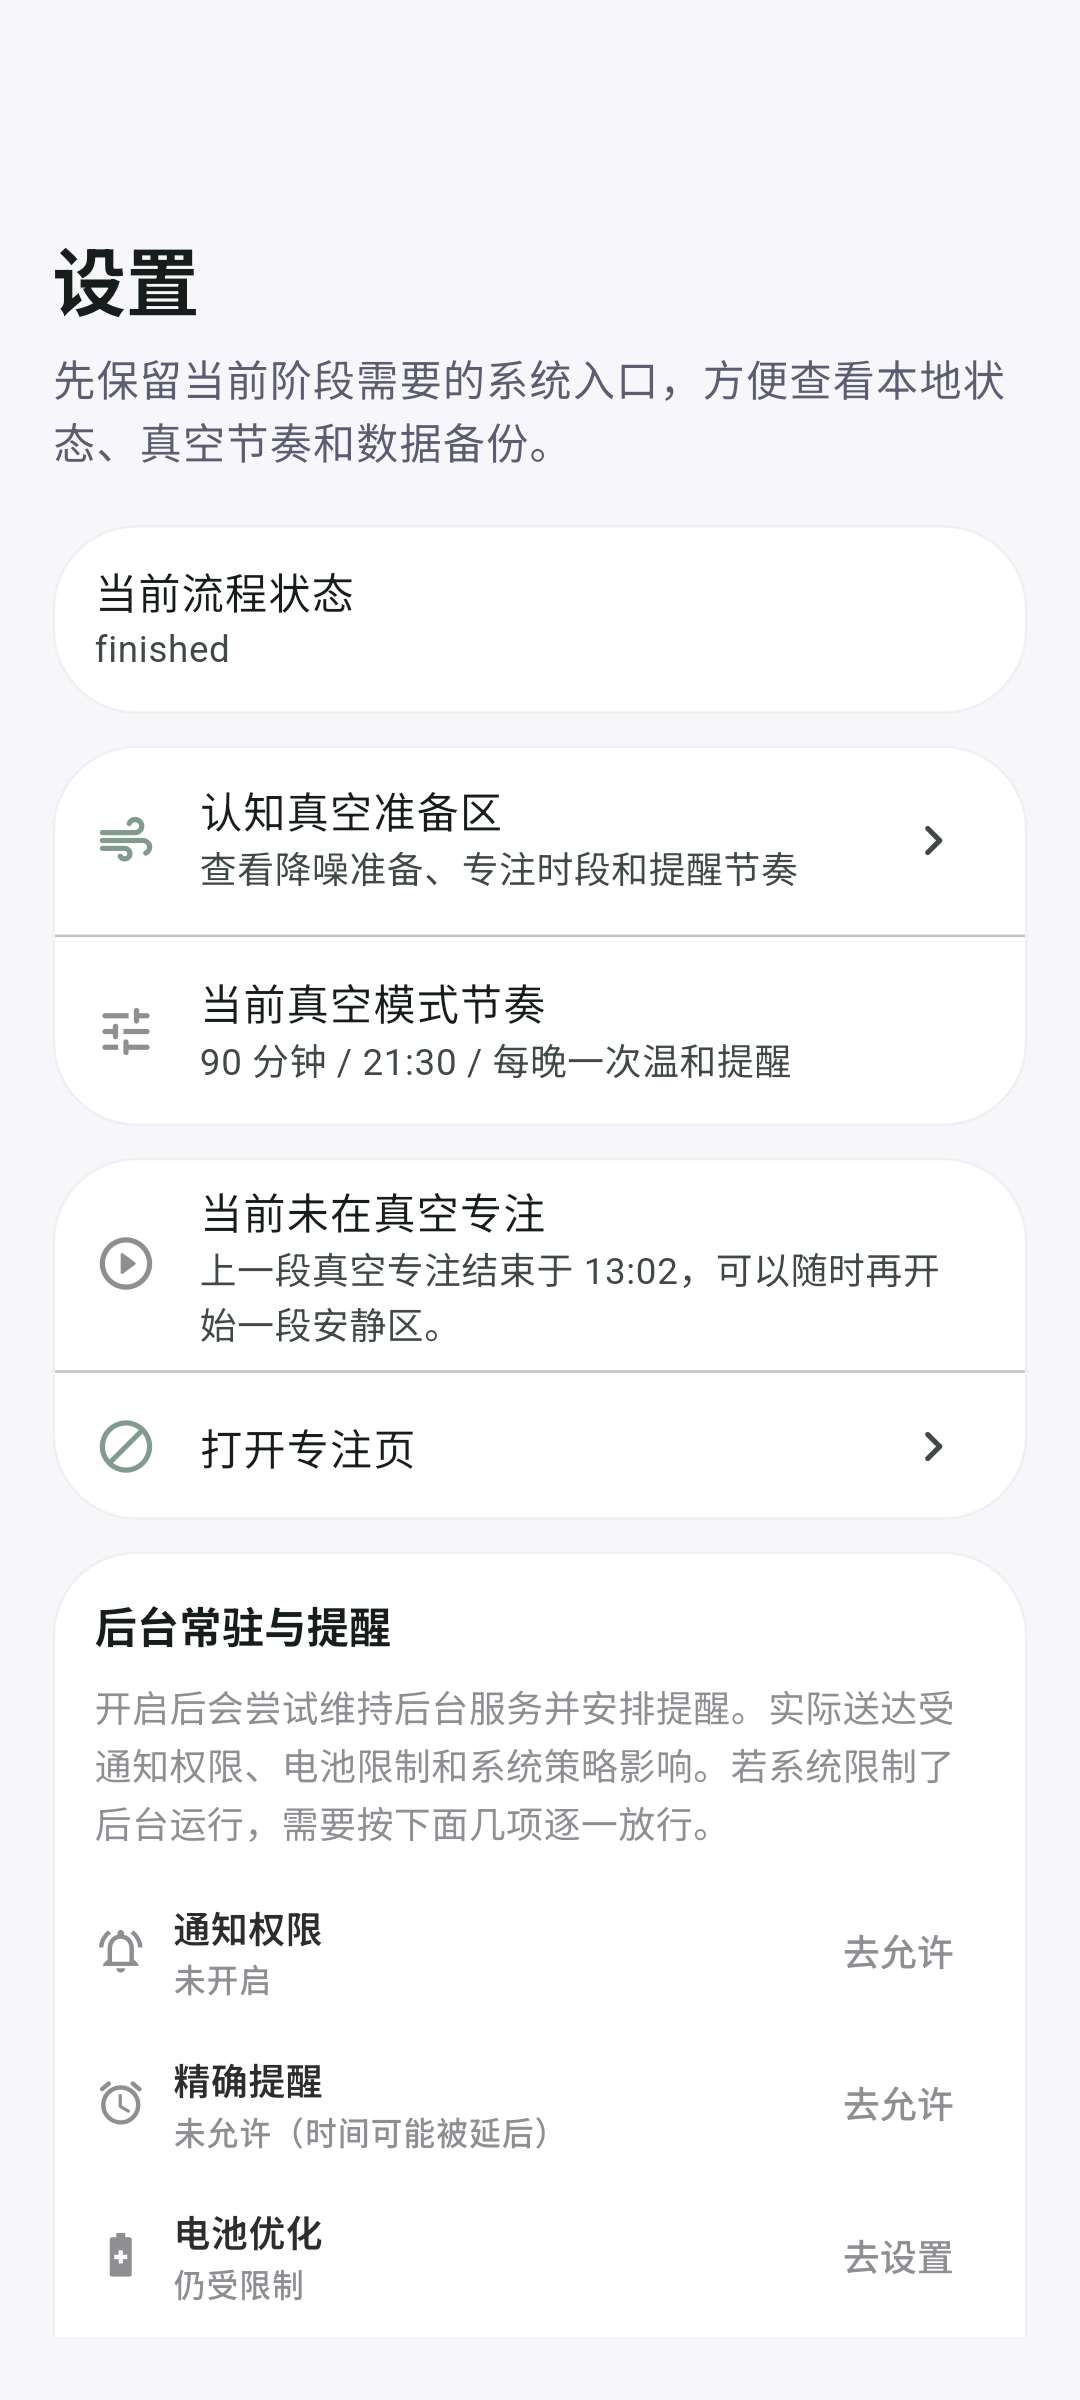 设置
先保留当前阶段需要的系统入口，方便查看本地状
态、真空节奏和数据备份。
当前流程状态
finished
认知真空准备区
查看降噪准备、专注时段和提醒节奏
当前真空模式节奏
90 分钟 / 21:30 / 每晚一次温和提醒
当前未在真空专注
上一段真空专注结束于 13:02，可以随时再开
始一段安静区。
打开专注页
后台常驻与提醒
开启后会尝试维持后台服务并安排提醒。实际送达受
通知权限、电池限制和系统策略影响。若系统限制了
后台运行，需要按下面几项逐一放行。
通知权限
未开启
去允许
精确提醒
未允许（时间可能被延后）
去允许
电池优化
仍受限制
去设置